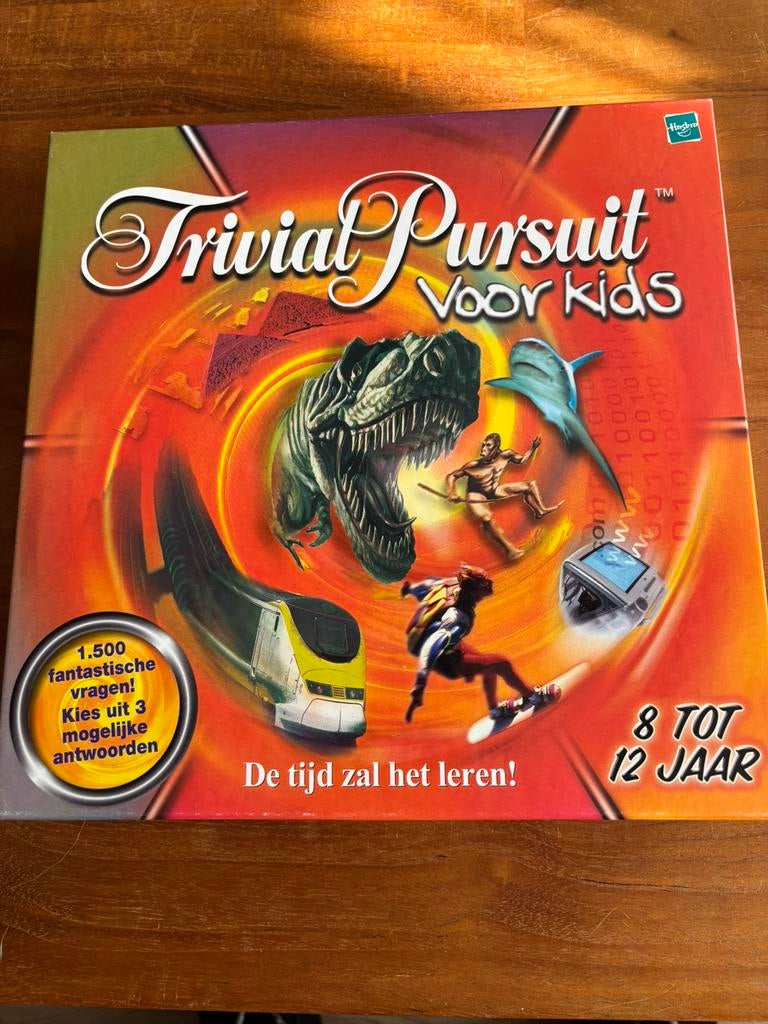 Hasbro
Trivial Pursuit™
voor kids
www
1.500
fantastische
vragen!
Kies uit 3
mogelijke
antwoorden
8 TOT
12 JAAR
De tijd zal het leren!